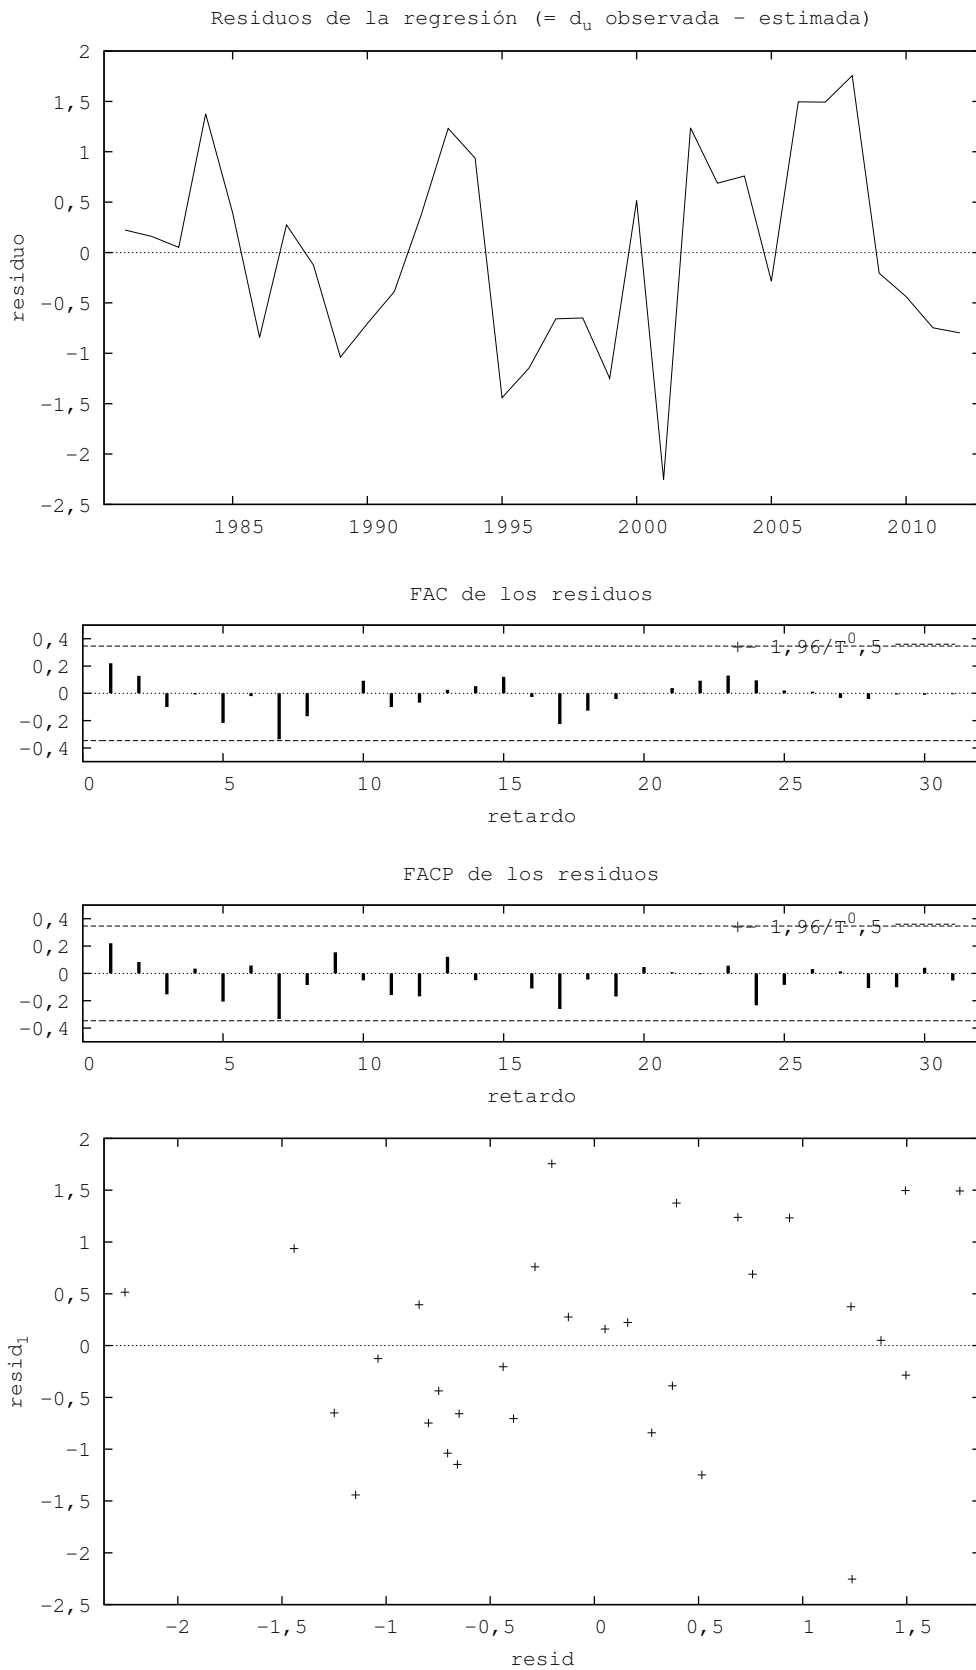 Residuos de la regresión (= d_u observada − estimada)
2
1,5
1
0,5
0
−0,5
−1
−1,5
−2
−2,5
residuo
1985 1990 1995 2000 2005 2010
FAC de los residuos
0,4
0,2
0
−0,2
−0,4
+− 1,96/T^0,5
0 5 10 15 20 25 30
retardo
FACP de los residuos
0,4
0,2
0
−0,2
−0,4
+− 1,96/T^0,5
0 5 10 15 20 25 30
retardo
2
1,5
1
0,5
0
−0,5
−1
−1,5
−2
−2,5
resid_1
−2 −1,5 −1 −0,5 0 0,5 1 1,5
resid